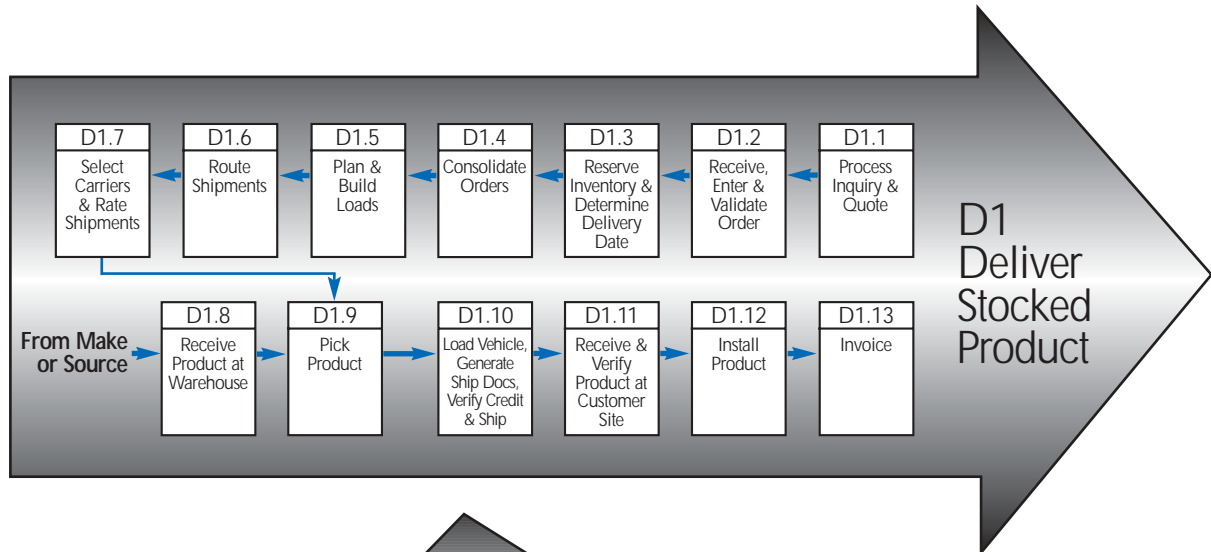 D1.7
Select
Carriers
& Rate
Shipments
D1.6
Route
Shipments
D1.5
Plan &
Build
Loads
D1.4
Consolidate
Orders
D1.3
Reserve
Inventory &
Determine
Delivery
Date
D1.2
Receive,
Enter &
Validate
Order
D1.1
Process
Inquiry &
Quote
D1
Deliver
Stocked
Product
From Make
or Source
D1.8
Receive
Product at
Warehouse
D1.9
Pick
Product
D1.10
Load Vehicle,
Generate
Ship Docs,
Verify Credit
& Ship
D1.11
Receive &
Verify
Product at
Customer
Site
D1.12
Install
Product
D1.13
Invoice